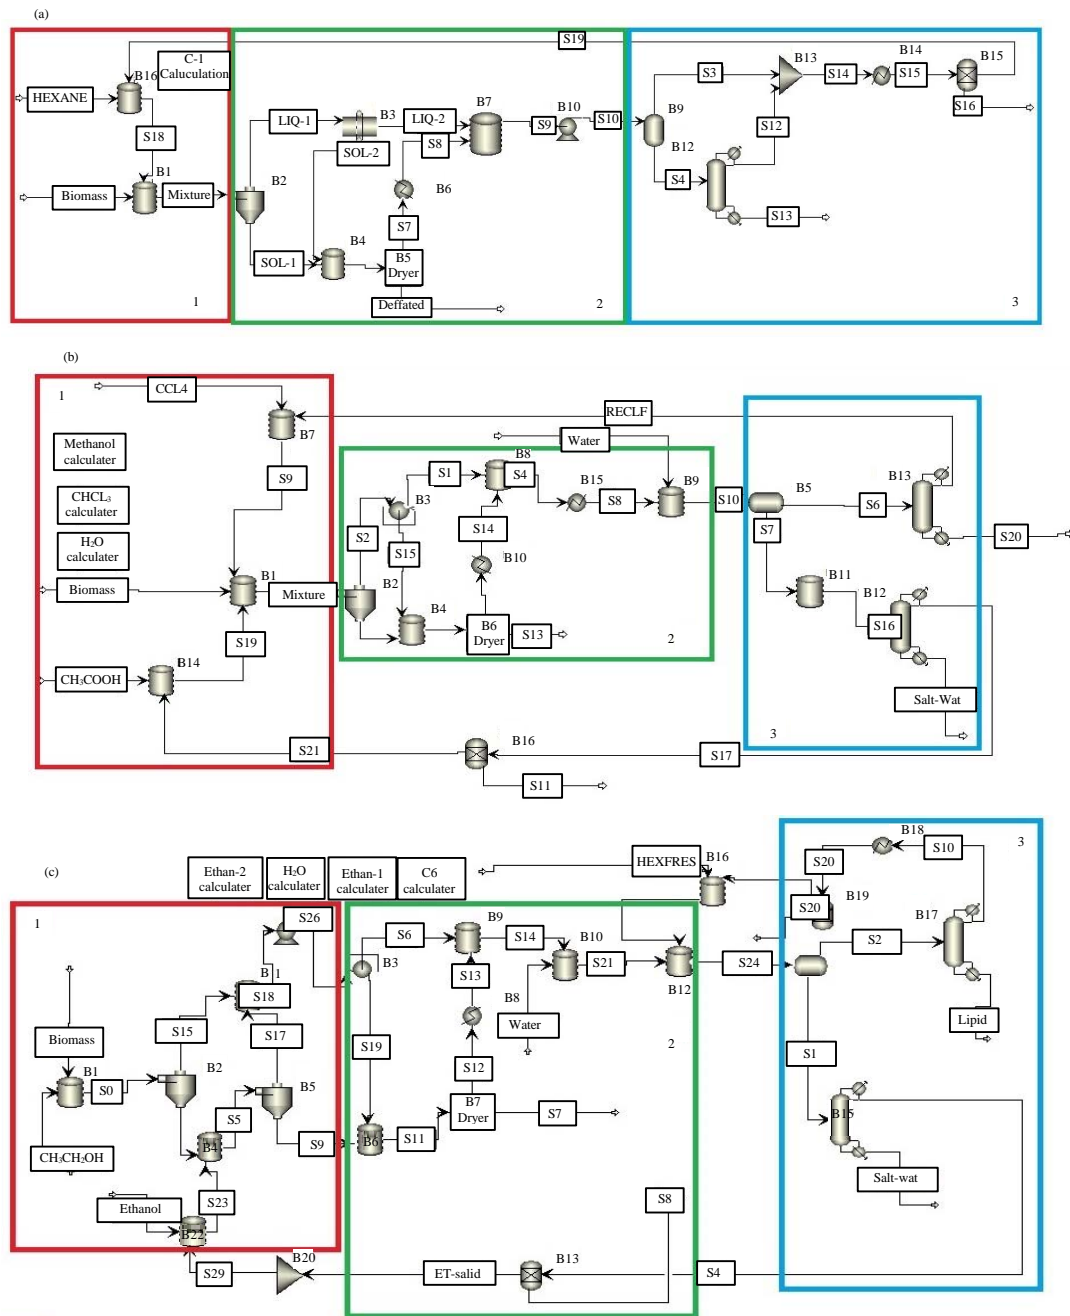 (a)
S19
C-1
Caluculation
B16
HEXANE
S18
B1
Biomass
Mixture
1
LIQ-1
B3
LIQ-2
B7
S8
S9
B10
S10
SOL-2
B2
B6
S7
SOL-1
B4
B5
Dryer
Deffated
2
S3
B13
S14
B14
S15
B15
S16
B9
S12
B12
S4
S13
3
(b)
1
CCL4
B7
RECLF
Methanol
calculater
S9
CHCL₃
calculater
H₂O
calculater
Biomass
B1
Mixture
S19
CH₃COOH
B14
S21
Water
S1
B8
S4
B15
S8
B9
S10
B3
S14
S2
S15
B10
B2
B4
B6
Dryer
S13
2
B5
S6
B13
S7
S20
B11
B12
S16
Salt-Wat
3
B16
S17
S11
(c)
Ethan-2
calculater
H₂O
calculater
Ethan-1
calculater
C6
calculater
HEXFRES
B16
B18
S10
3
S20
S20
B19
B17
S2
1
S26
S6
B9
S14
B10
S21
B12
S24
B3
S13
B 1
S18
S15
S17
B8
Water
Lipid
Biomass
S19
2
S1
B1
S0
B2
B5
S12
S5
B7
Dryer
S7
B4
S9
B6
S11
B15
CH₃CH₂OH
S23
Salt-wat
Ethanol
S8
B22
B20
B13
S29
ET-salid
S4